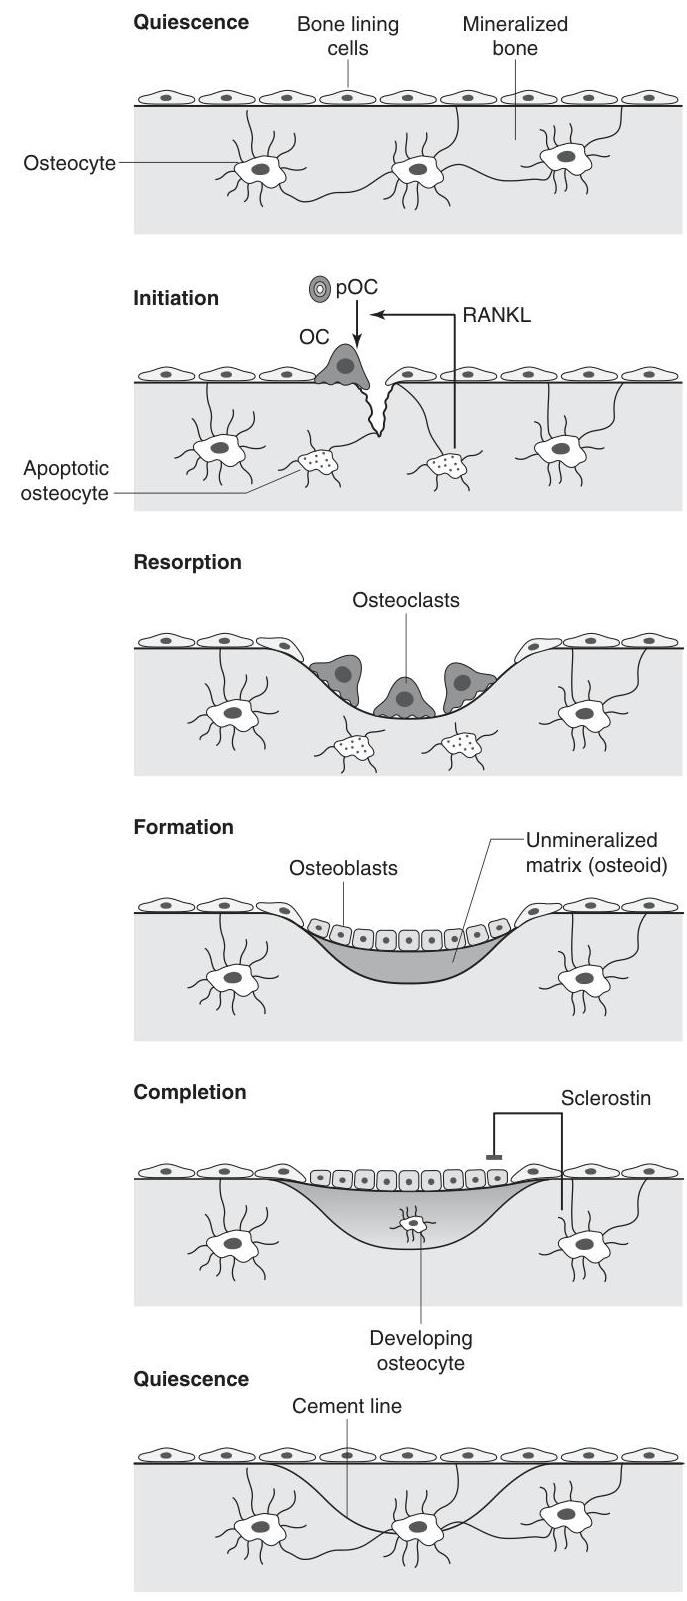 Quiescence
Bone lining
cells
Mineralized
bone
Osteocyte
Initiation
pOC
OC
RANKL
Apoptotic
osteocyte
Resorption
Osteoclasts
Formation
Osteoblasts
Unmineralized
matrix (osteoid)
Completion
Sclerostin
Developing
osteocyte
Quiescence
Cement line